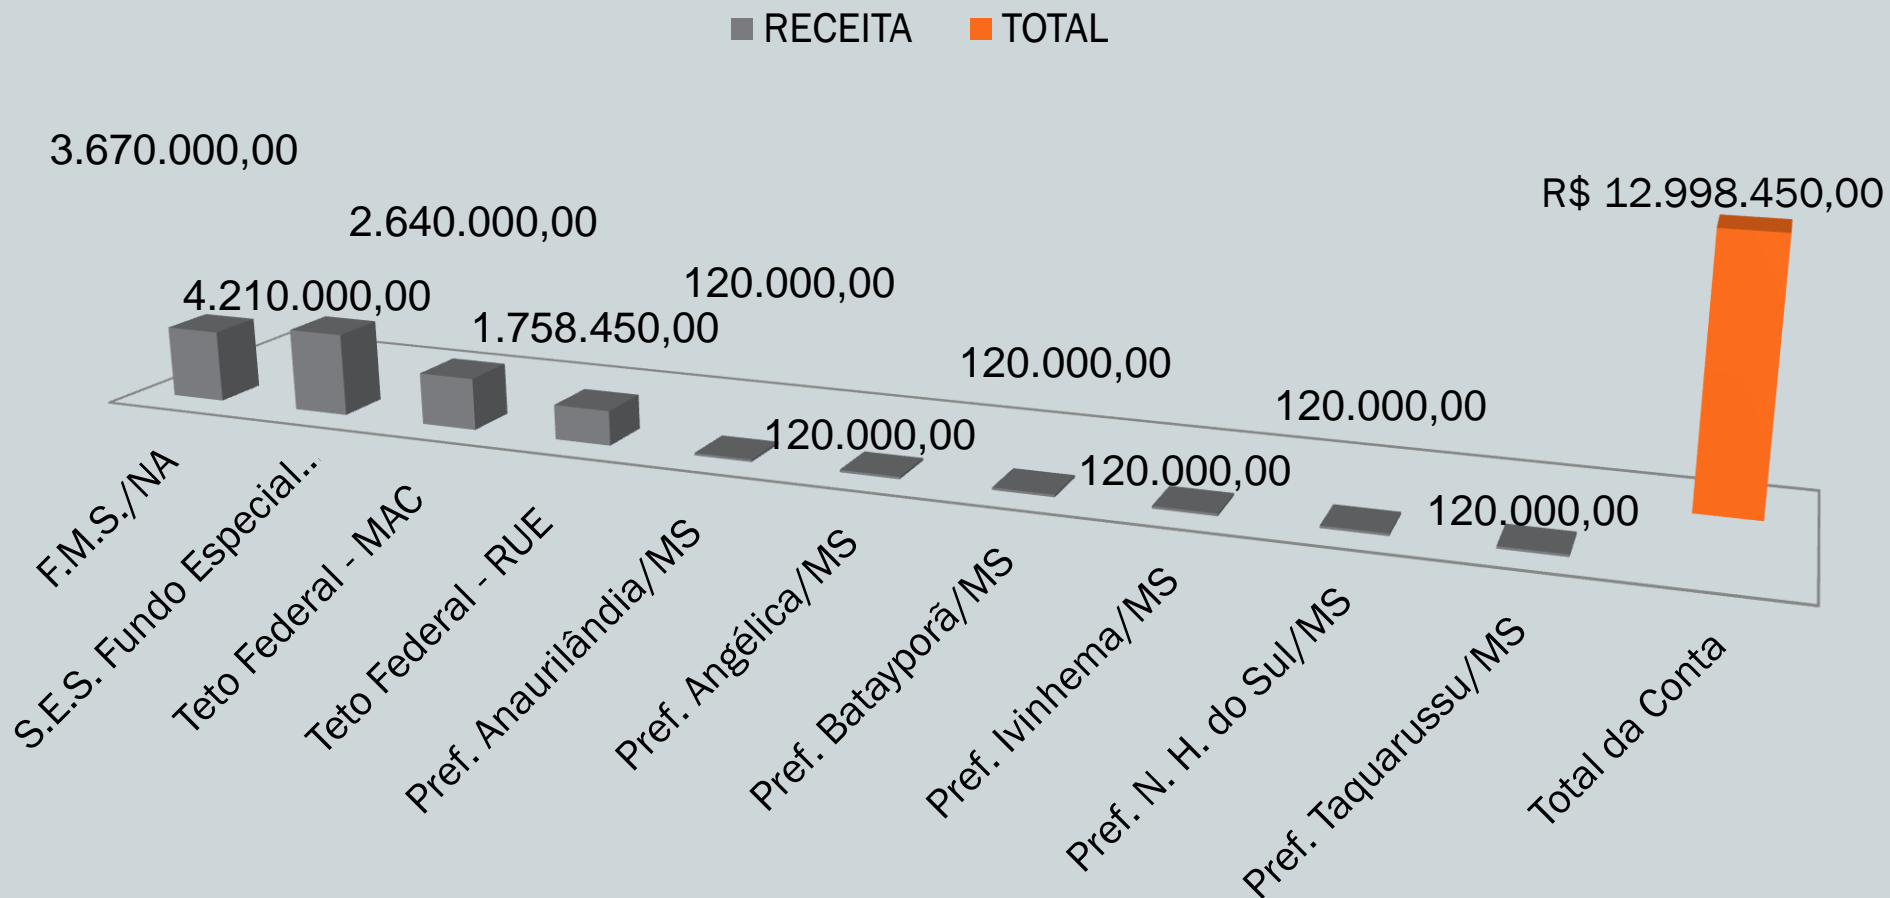 RECEITA TOTAL
3.670.000,00
4.210.000,00
2.640.000,00
1.758.450,00
120.000,00
120.000,00
120.000,00
120.000,00
120.000,00
120.000,00
R$ 12.998.450,00
F.M.S./NA
S.E.S. Fundo Especial...
Teto Federal - MAC
Teto Federal - RUE
Pref. Anaurilândia/MS
Pref. Angélica/MS
Pref. Batayporã/MS
Pref. Ivinhema/MS
Pref. N. H. do Sul/MS
Pref. Taquarussu/MS
Total da Conta